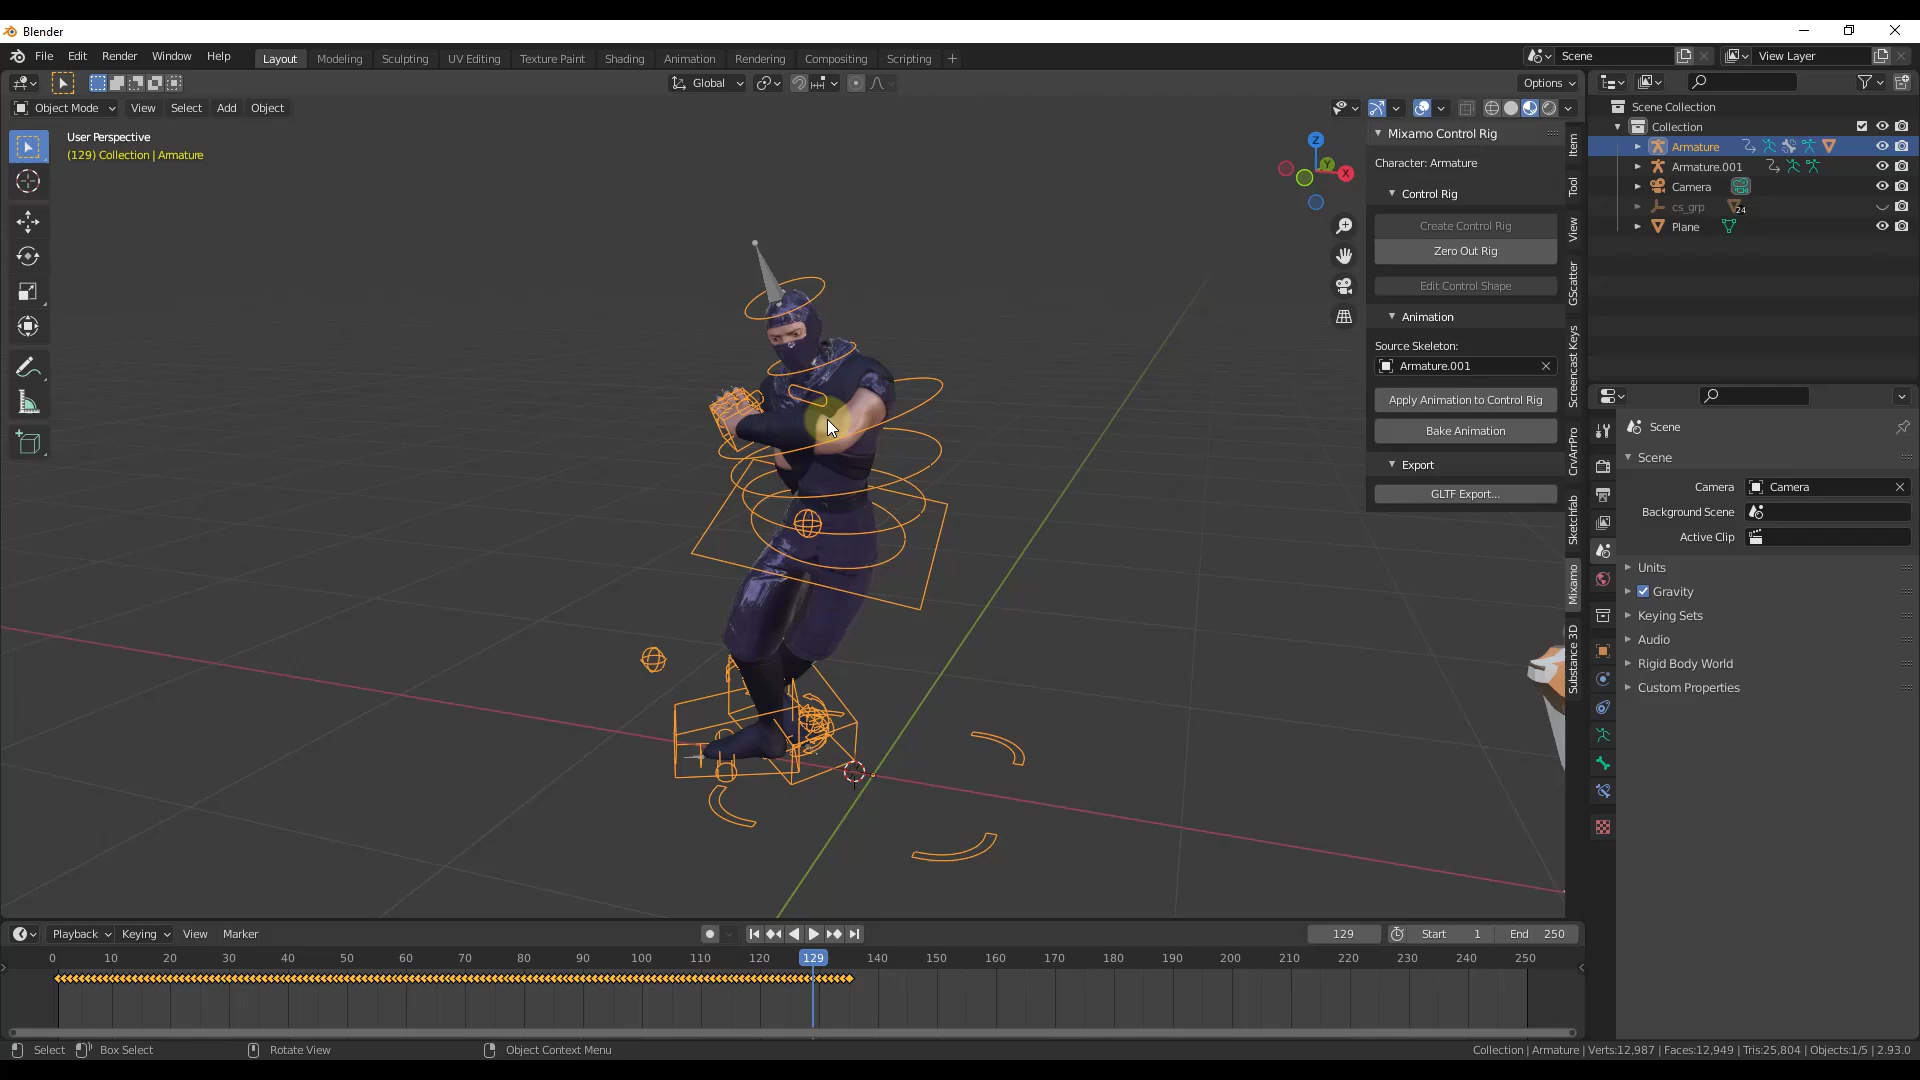 Blender
File Edit Render Window Help
Layout Modeling Sculpting UV Editing Texture Paint Shading Animation Rendering Compositing Scripting +
Scene
View Layer
Global
Options
Object Mode View Select Add Object
User Perspective
(129) Collection | Armature
Z
Y
X
Mixamo Control Rig
Character: Armature
Control Rig
Create Control Rig
Zero Out Rig
Edit Control Shape
Animation
Source Skeleton:
Armature.001
Apply Animation to Control Rig
Bake Animation
Export
GLTF Export...
Item
Tool
View
GScatter
Screencast Keys
CrvArrPro
Sketchfab
Mixamo
Substance 3D
Scene Collection
Collection
Armature
Armature.001
Camera
cs_grp
24
Plane
Scene
Scene
Camera Camera
Background Scene
Active Clip
Units
Gravity
Keying Sets
Audio
Rigid Body World
Custom Properties
Playback Keying View Marker
129
Start 1
End 250
0 10 20 30 40 50 60 70 80 90 100 110 120 129 140 150 160 170 180 190 200 210 220 230 240 250
Select Box Select Rotate View Object Context Menu
Collection | Armature | Verts:12,987 | Faces:12,949 | Tris:25,804 | Objects:1/5 | 2.93.0